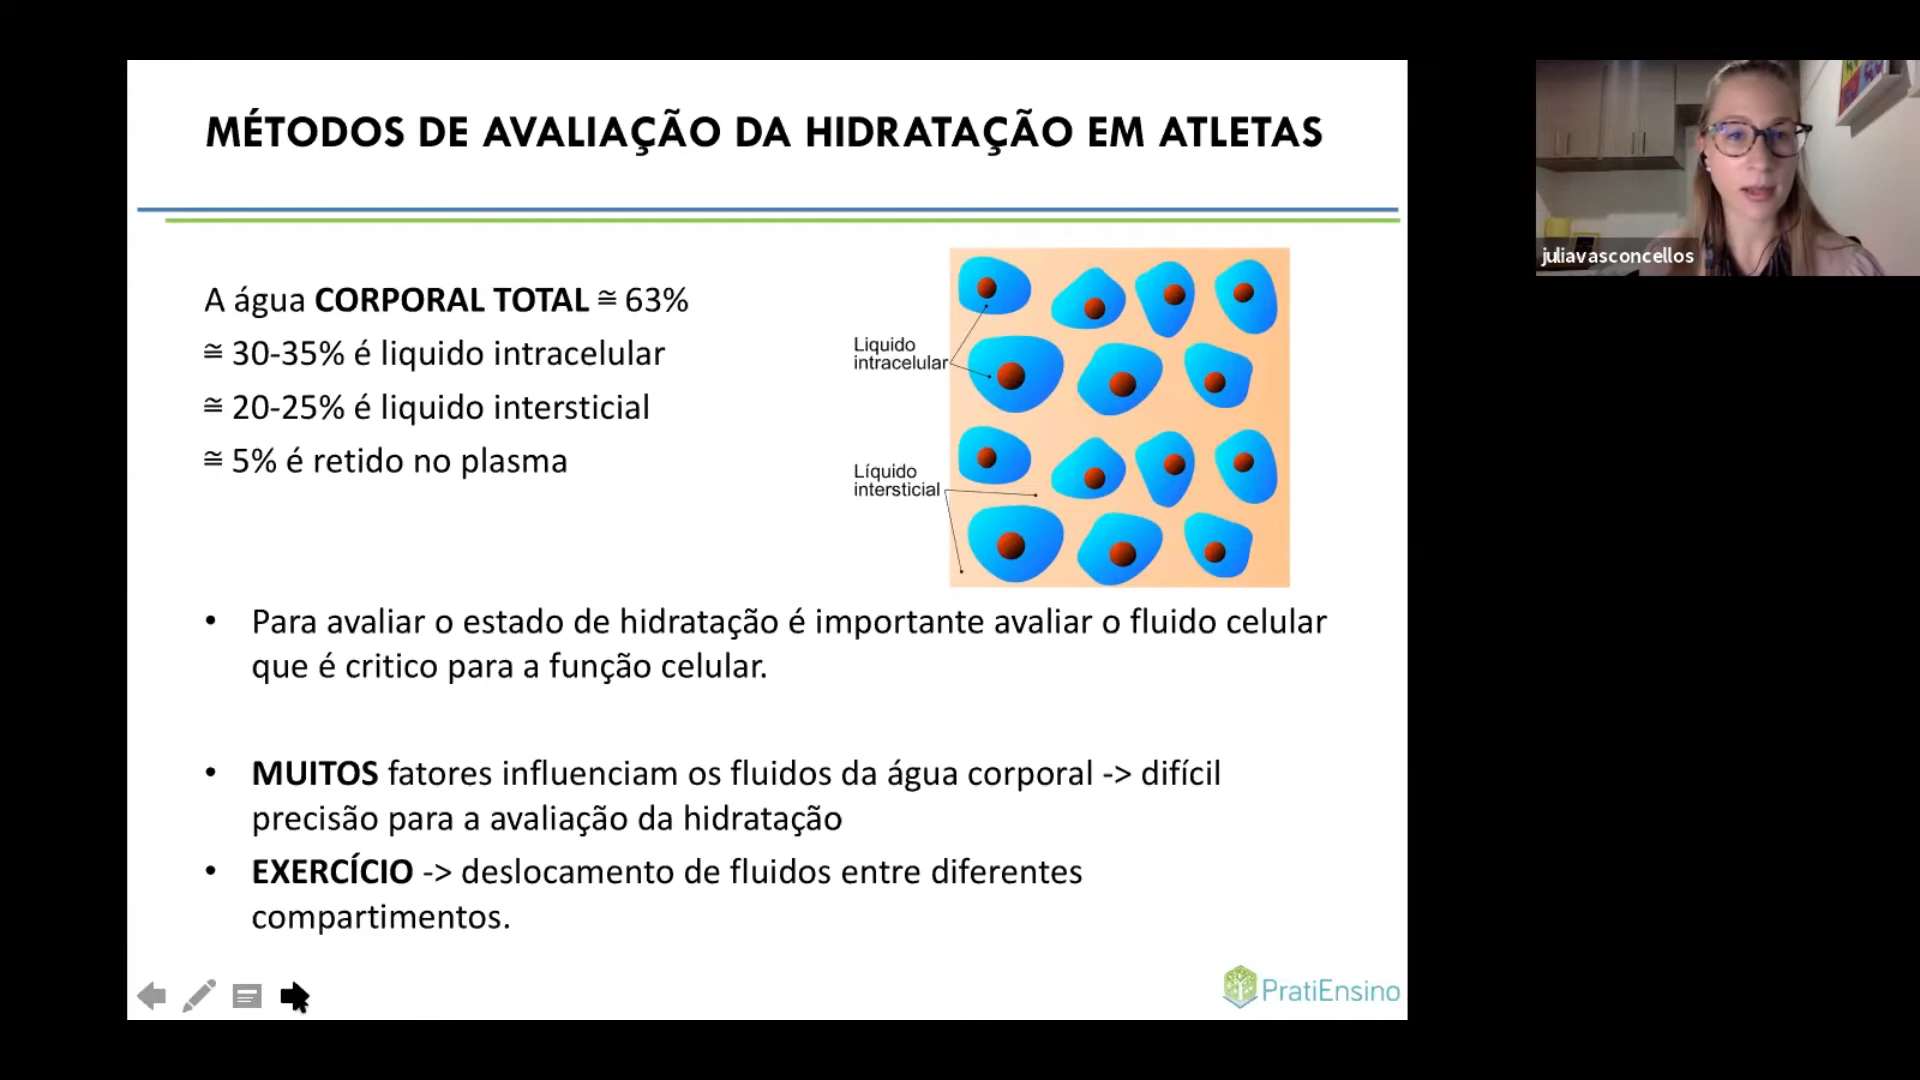 MÉTODOS DE AVALIAÇÃO DA HIDRATAÇÃO EM ATLETAS
juliavasconcellos
A água CORPORAL TOTAL ≅ 63%
≅ 30-35% é liquido intracelular
≅ 20-25% é liquido intersticial
≅ 5% é retido no plasma
Liquido
intracelular
Líquido
intersticial
• Para avaliar o estado de hidratação é importante avaliar o fluido celular
que é critico para a função celular.
• MUITOS fatores influenciam os fluidos da água corporal -> difícil
precisão para a avaliação da hidratação
• EXERCÍCIO -> deslocamento de fluidos entre diferentes
compartimentos.
PratiEnsino